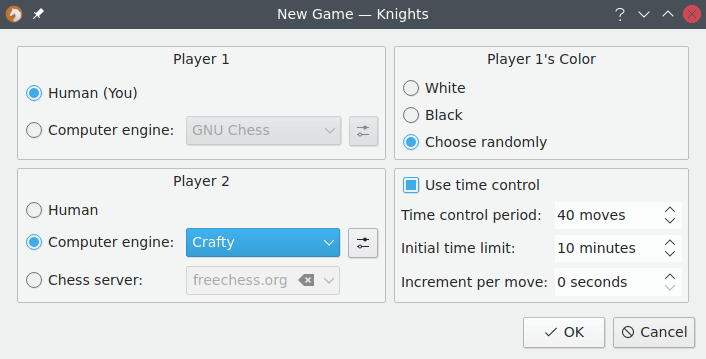 New Game — Knights
Player 1
Human (You)
Computer engine: GNU Chess
Player 1's Color
White
Black
Choose randomly
Player 2
Human
Computer engine: Crafty
Chess server: freechess.org
Use time control
Time control period: 40 moves
Initial time limit: 10 minutes
Increment per move: 0 seconds
OK
Cancel